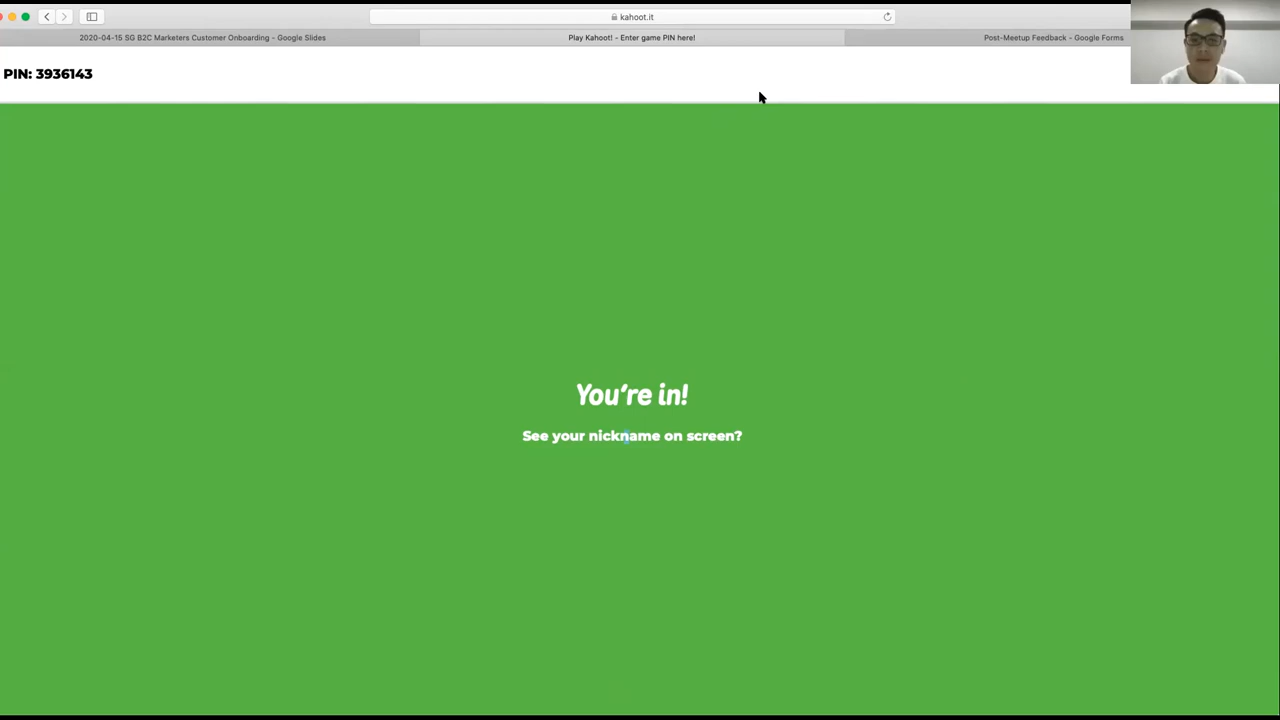 kahoot.it
2020-04-15 SG B2C Marketers Customer Onboarding - Google Slides
Play Kahoot! - Enter game PIN here!
Post-Meetup Feedback - Google Forms
PIN: 3936143
You're in!
See your nickname on screen?